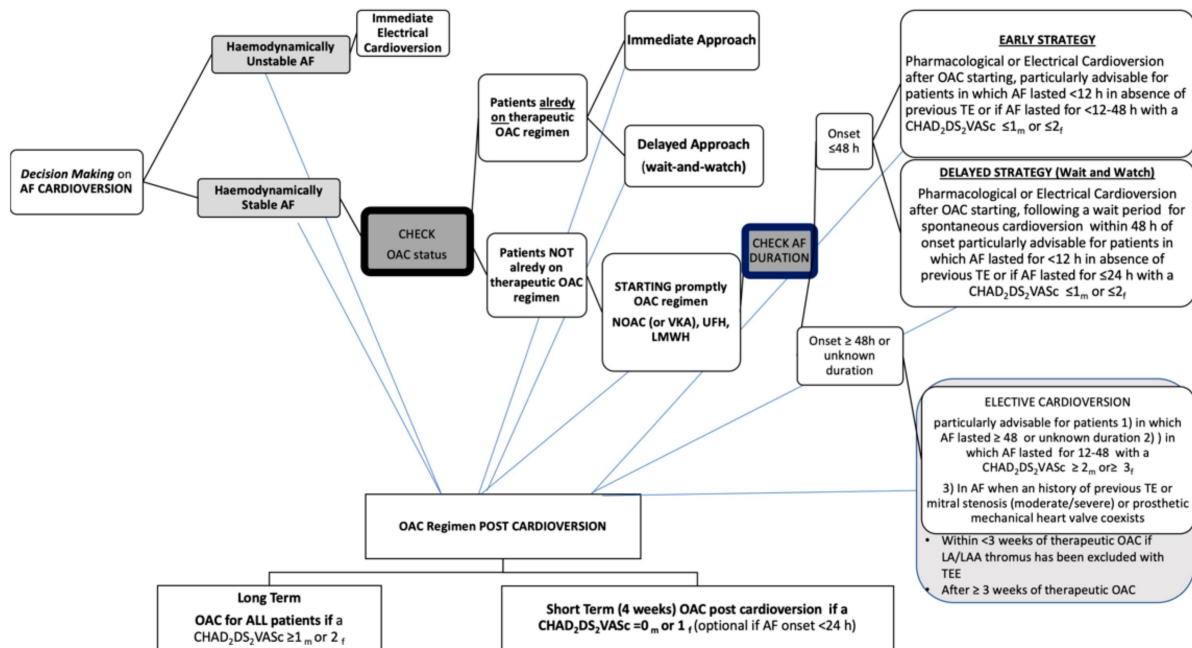 Decision Making on
AF CARDIOVERSION
Haemodynamically
Unstable AF
Immediate
Electrical
Cardioversion
Haemodynamically
Stable AF
CHECK
OAC status
Patients alredy
on therapeutic
OAC regimen
Immediate Approach
Delayed Approach
(wait-and-watch)
Patients NOT
alredy on
therapeutic OAC
regimen
STARTING promptly
OAC regimen
NOAC (or VKA), UFH,
LMWH
CHECK AF
DURATION
Onset
≤48 h
EARLY STRATEGY
Pharmacological or Electrical Cardioversion
after OAC starting, particularly advisable for
patients in which AF lasted <12 h in absence of
previous TE or if AF lasted for <12-48 h with a
CHAD₂DS₂VASc ≤1ₘ or ≤2f
DELAYED STRATEGY (Wait and Watch)
Pharmacological or Electrical Cardioversion
after OAC starting, following a wait period for
spontaneous cardioversion within 48 h of
onset particularly advisable for patients in
which AF lasted for <12 h in absence of
previous TE or if AF lasted for ≤24 h with a
CHAD₂DS₂VASc ≤1ₘ or ≤2f
Onset ≥ 48h or
unknown
duration
ELECTIVE CARDIOVERSION
particularly advisable for patients 1) in which
AF lasted ≥ 48 or unknown duration 2) ) in
which AF lasted for 12-48 with a
CHAD₂DS₂VASc ≥ 2ₘ or≥ 3f
3) In AF when an history of previous TE or
mitral stenosis (moderate/severe) or prosthetic
mechanical heart valve coexists
• Within <3 weeks of therapeutic OAC if
LA/LAA thromus has been excluded with
TEE
• After ≥ 3 weeks of therapeutic OAC
OAC Regimen POST CARDIOVERSION
Long Term
OAC for ALL patients if a
CHAD₂DS₂VASc ≥1ₘ or 2 f
Short Term (4 weeks) OAC post cardioversion if a
CHAD₂DS₂VASc =0ₘ or 1 f (optional if AF onset <24 h)